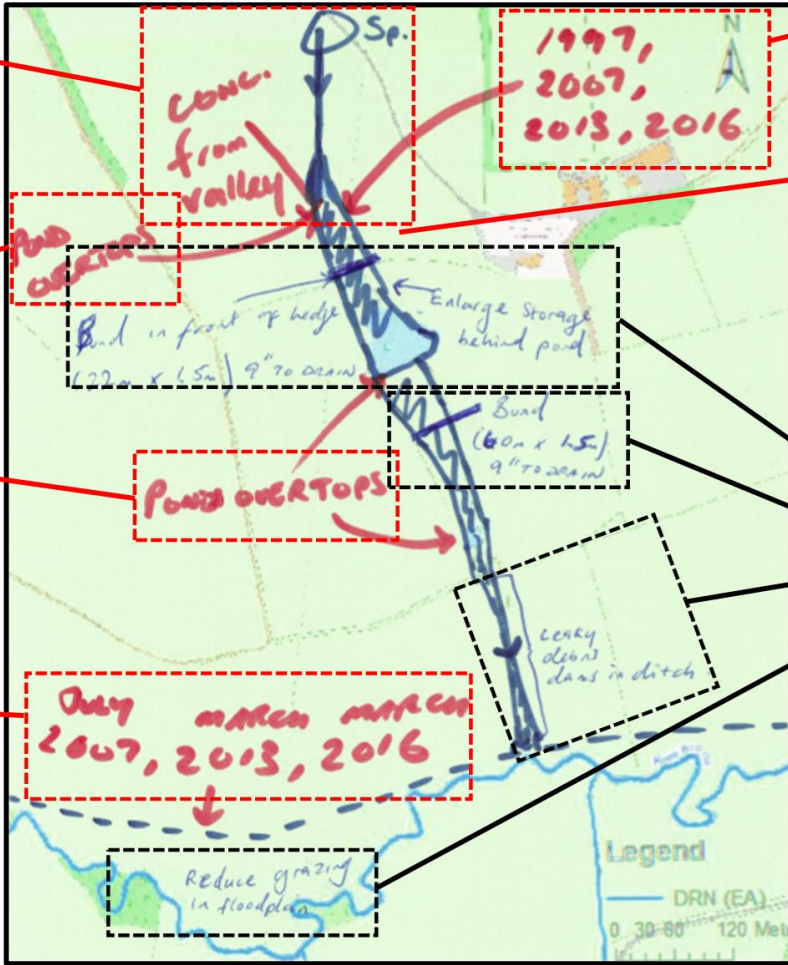 Sp.
1997,
2007,
2013, 2016
N
CONC.
from
valley
POND
OVERTOPS
Bund in front of hedge
(22m x 1.5m) 9" TO DRAIN
Enlarge Storage
behind pond
Bund
(60m x 1.5m)
9" TO DRAIN
PONDS OVERTOPS
Leaky
debris
dams in ditch
JULY MARCH MARCH
2007, 2013, 2016
Reduce grazing
in floodplain
Legend
DRN (EA)
0 30 60 120 Met